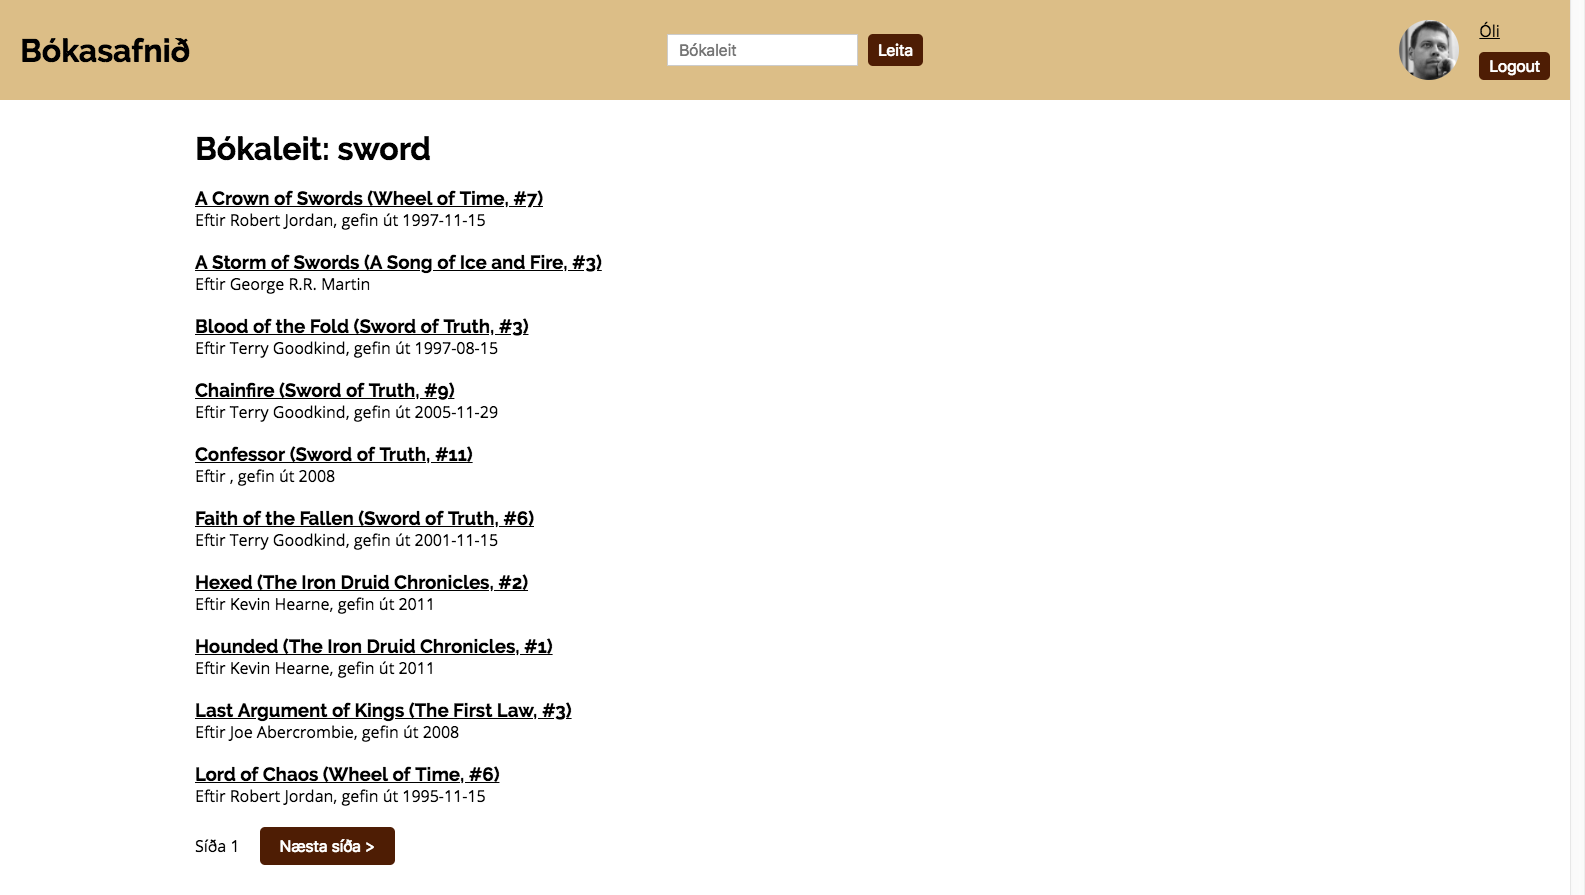 Bókasafnið
Bókaleit
Leita
Óli
Logout
Bókaleit: sword
A Crown of Swords (Wheel of Time, #7)
Eftir Robert Jordan, gefin út 1997-11-15
A Storm of Swords (A Song of Ice and Fire, #3)
Eftir George R.R. Martin
Blood of the Fold (Sword of Truth, #3)
Eftir Terry Goodkind, gefin út 1997-08-15
Chainfire (Sword of Truth, #9)
Eftir Terry Goodkind, gefin út 2005-11-29
Confessor (Sword of Truth, #11)
Eftir , gefin út 2008
Faith of the Fallen (Sword of Truth, #6)
Eftir Terry Goodkind, gefin út 2001-11-15
Hexed (The Iron Druid Chronicles, #2)
Eftir Kevin Hearne, gefin út 2011
Hounded (The Iron Druid Chronicles, #1)
Eftir Kevin Hearne, gefin út 2011
Last Argument of Kings (The First Law, #3)
Eftir Joe Abercrombie, gefin út 2008
Lord of Chaos (Wheel of Time, #6)
Eftir Robert Jordan, gefin út 1995-11-15
Síða 1
Næsta síða >